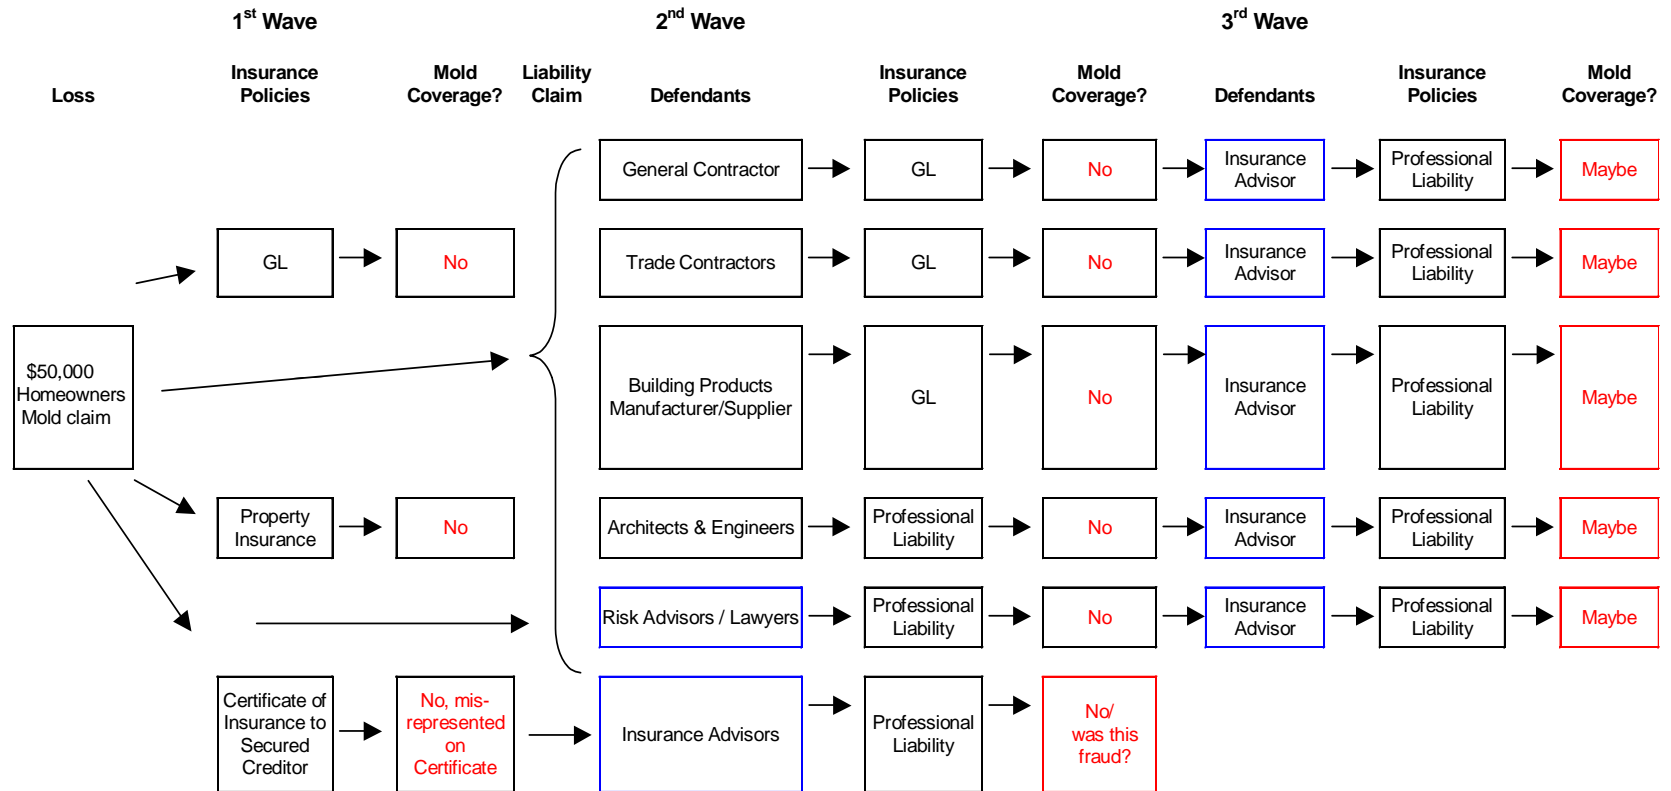 1st Wave
2nd Wave
3rd Wave
Loss
Insurance
Policies
Mold
Coverage?
Liability
Claim
Defendants
Insurance
Policies
Mold
Coverage?
Defendants
Insurance
Policies
Mold
Coverage?
General Contractor
GL
No
Insurance
Advisor
Professional
Liability
Maybe
GL
No
Trade Contractors
GL
No
Insurance
Advisor
Professional
Liability
Maybe
$50,000
Homeowners
Mold claim
Building Products
Manufacturer/Supplier
GL
No
Insurance
Advisor
Professional
Liability
Maybe
Property
Insurance
No
Architects & Engineers
Professional
Liability
No
Insurance
Advisor
Professional
Liability
Maybe
Risk Advisors / Lawyers
Professional
Liability
No
Insurance
Advisor
Professional
Liability
Maybe
Certificate of
Insurance to
Secured
Creditor
No, mis-
represented
on
Certificate
Insurance Advisors
Professional
Liability
No/
was this
fraud?